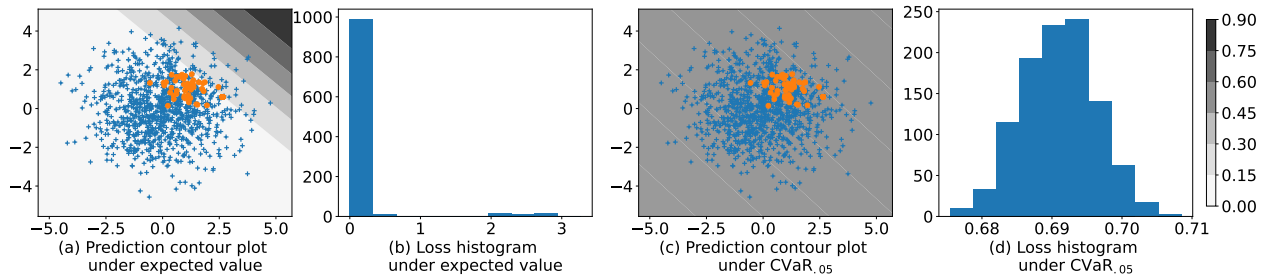 4
2
0
−2
−4
−5.0 −2.5 0.0 2.5 5.0
(a) Prediction contour plot
under expected value
1000
800
600
400
200
0
0 1 2 3
(b) Loss histogram
under expected value
4
2
0
−2
−4
−5.0 −2.5 0.0 2.5 5.0
(c) Prediction contour plot
under CVaR.05
250
200
150
100
50
0
0.68 0.69 0.70 0.71
(d) Loss histogram
under CVaR.05
0.90
0.75
0.60
0.45
0.30
0.15
0.00